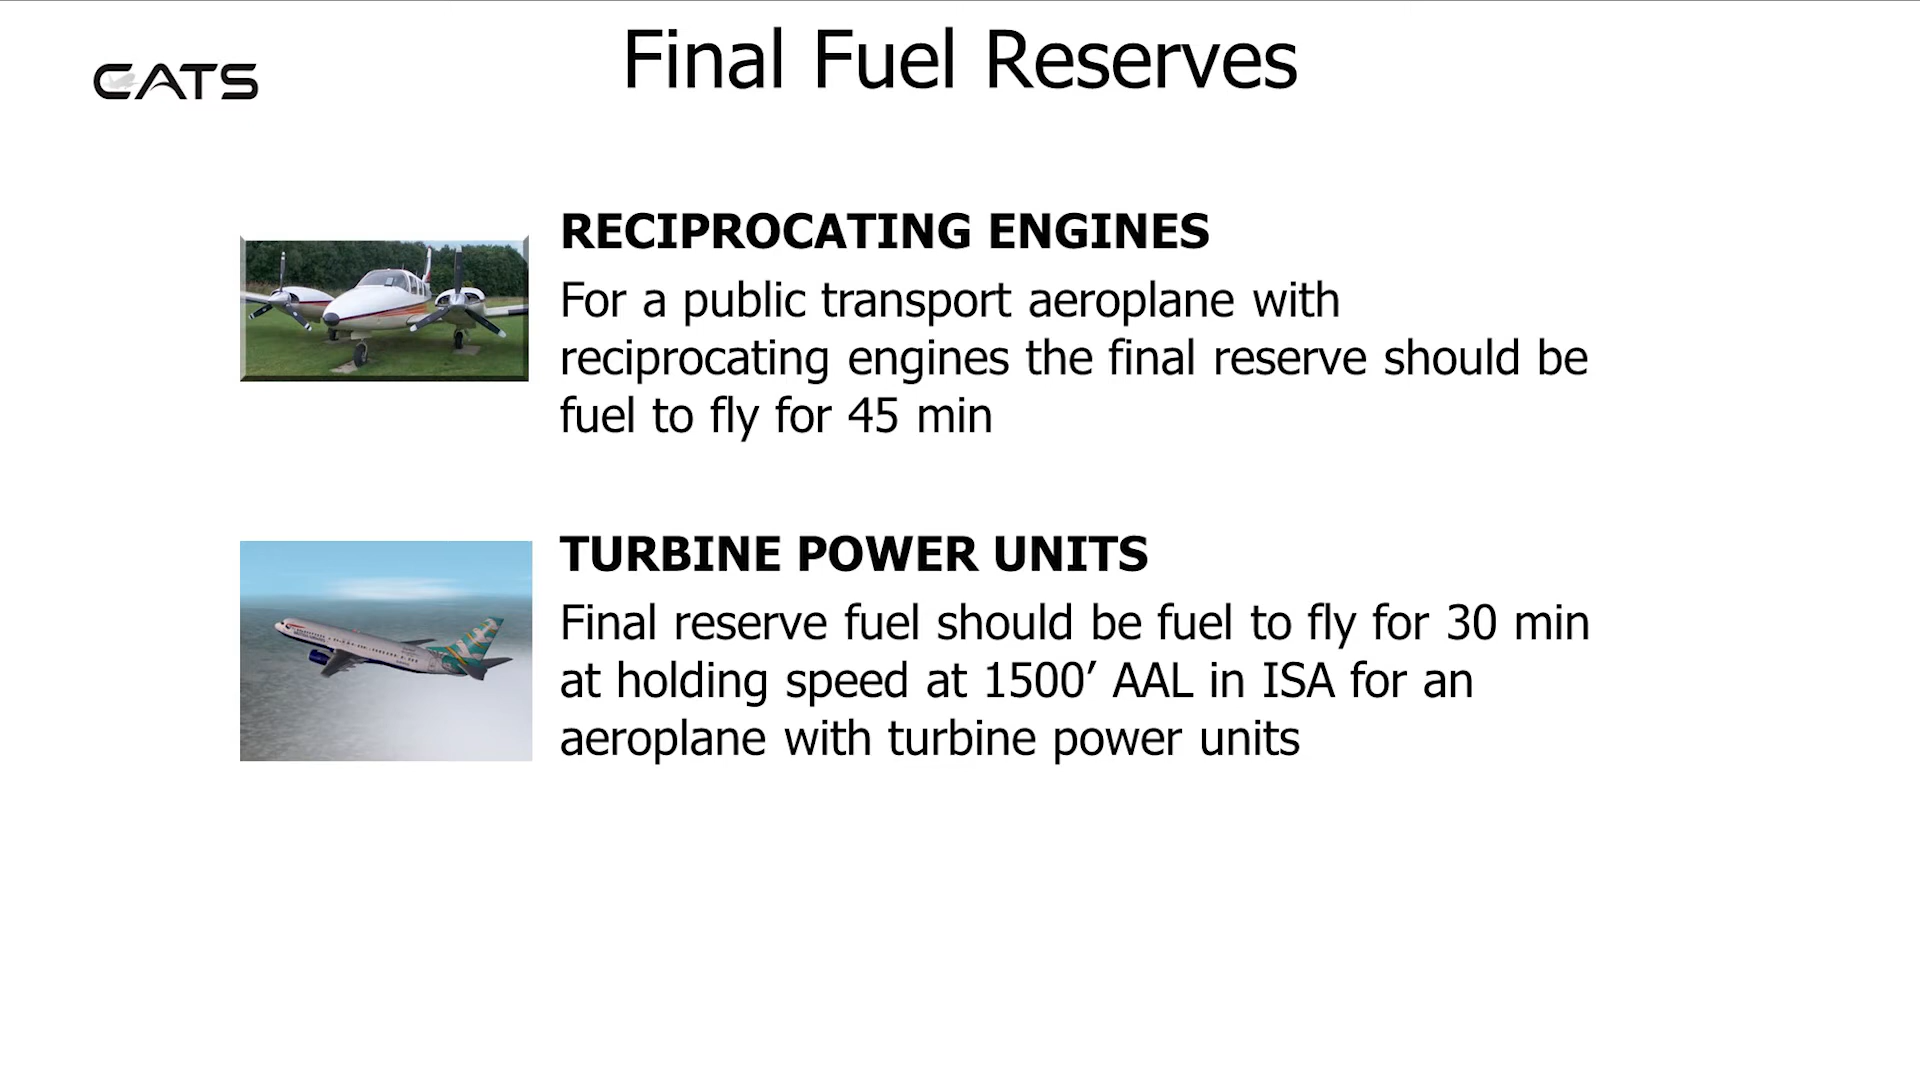 Final Fuel Reserves
CATS
RECIPROCATING ENGINES
For a public transport aeroplane with
reciprocating engines the final reserve should be
fuel to fly for 45 min
TURBINE POWER UNITS
Final reserve fuel should be fuel to fly for 30 min
at holding speed at 1500’ AAL in ISA for an
aeroplane with turbine power units